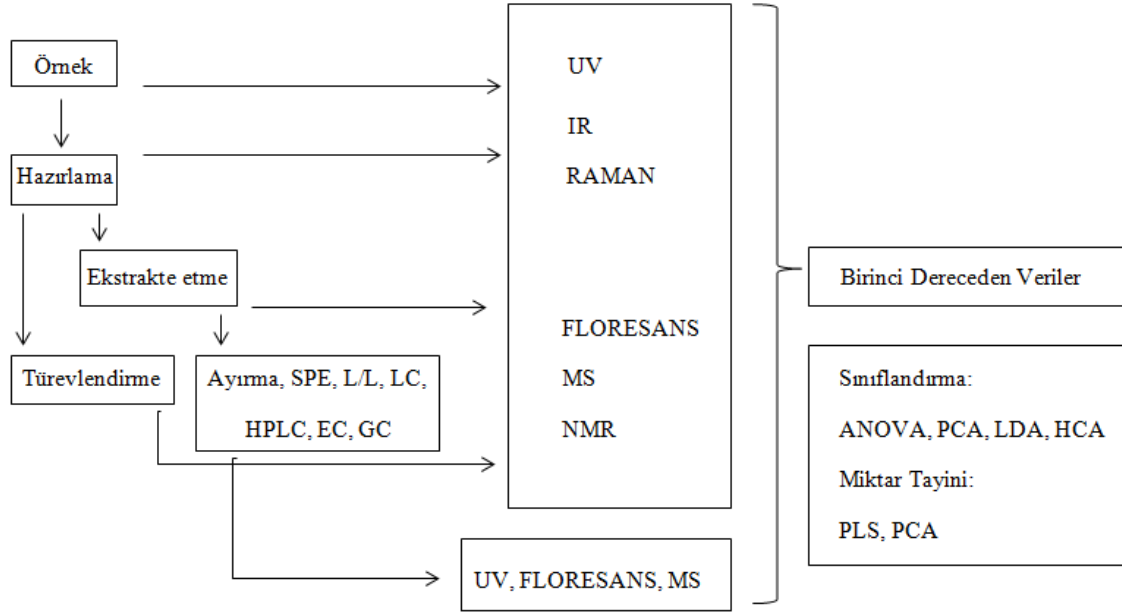 Örnek
Hazırlama
Ekstrakte etme
Türevlendirme
Ayırma, SPE, L/L, LC,
HPLC, EC, GC
UV
IR
RAMAN
FLORESANS
MS
NMR
UV, FLORESANS, MS
Birinci Dereceden Veriler
Sınıflandırma:
ANOVA, PCA, LDA, HCA
Miktar Tayini:
PLS, PCA